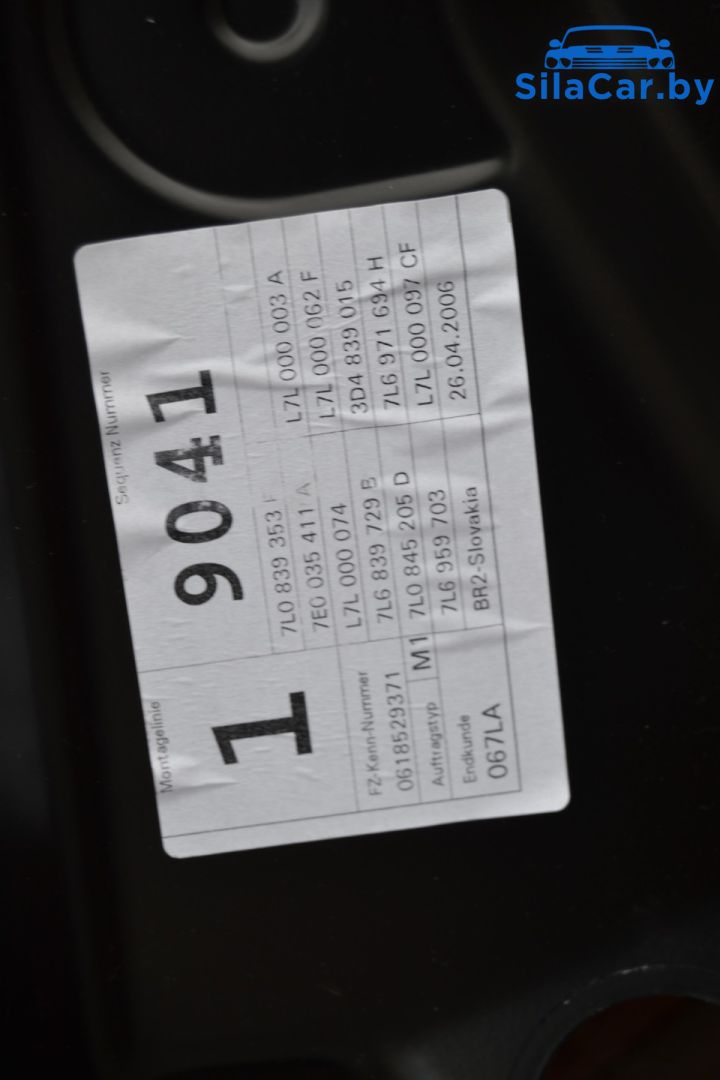 SilaCar.by
Montagelinie
1
Sequenz Nummer
9041
FZ-Kenn-Nummer
0618529371
Auftragstyp M1
Endkunde
067LA
7L0 839 353
7E0 035 411 A
L7L 000 074
7L6 839 729 B
7L0 845 205 D
7L6 959 703
BR2-Slovakia
L7L 000 003 A
L7L 000 062 F
3D4 839 015
7L6 971 694 H
L7L 000 097 CF
26.04.2006